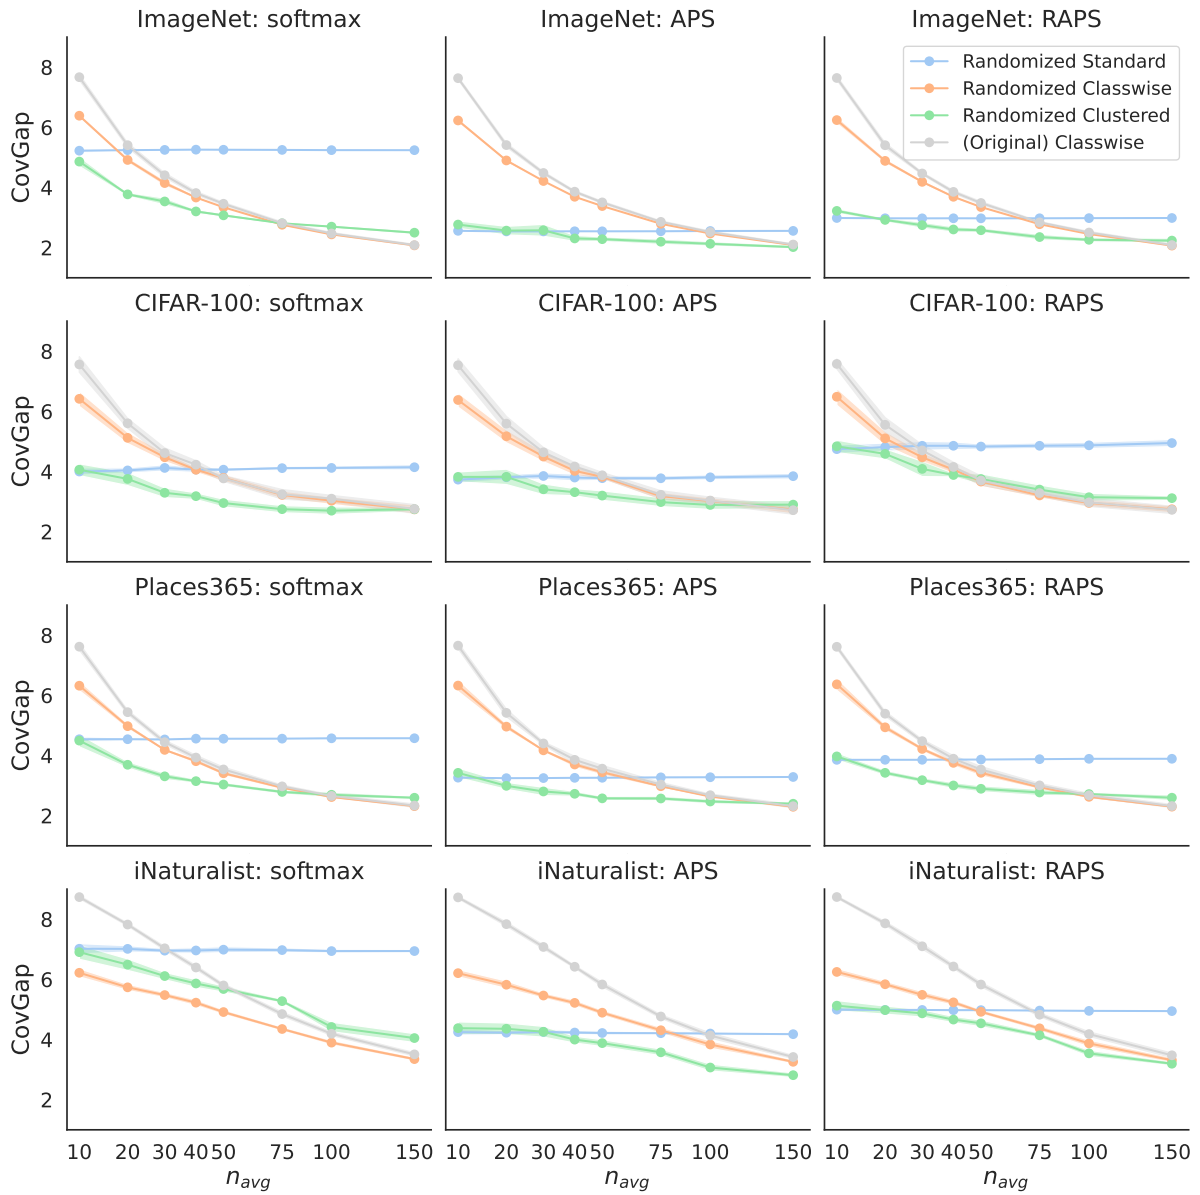 ImageNet: softmax
ImageNet: APS
ImageNet: RAPS
CovGap
8
6
4
2
Randomized Standard
Randomized Classwise
Randomized Clustered
(Original) Classwise
CIFAR-100: softmax
CIFAR-100: APS
CIFAR-100: RAPS
CovGap
8
6
4
2
Places365: softmax
Places365: APS
Places365: RAPS
CovGap
8
6
4
2
iNaturalist: softmax
iNaturalist: APS
iNaturalist: RAPS
CovGap
8
6
4
2
10 20 30 40 50 75 100 150
10 20 30 40 50 75 100 150
10 20 30 40 50 75 100 150
n_avg
n_avg
n_avg